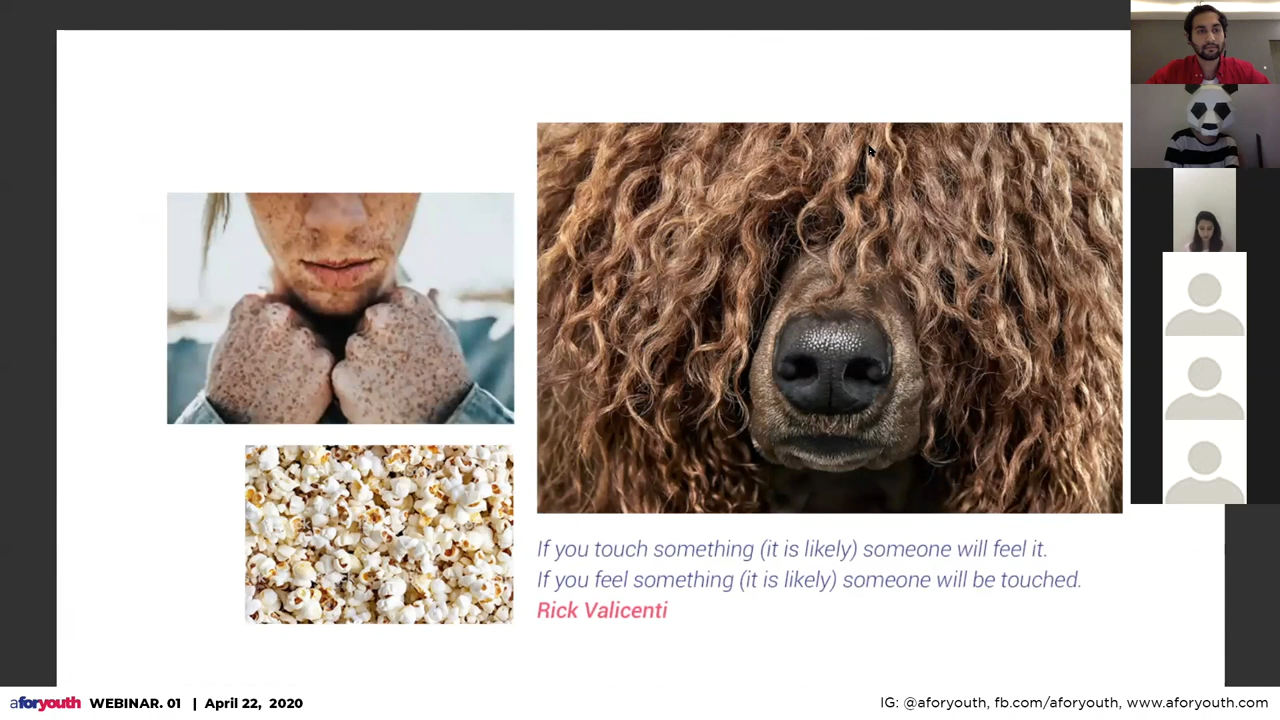 If you touch something (it is likely) someone will feel it.
If you feel something (it is likely) someone will be touched.
Rick Valicenti
aforyouth WEBINAR. 01 | April 22, 2020
IG: @aforyouth, fb.com/aforyouth, www.aforyouth.com